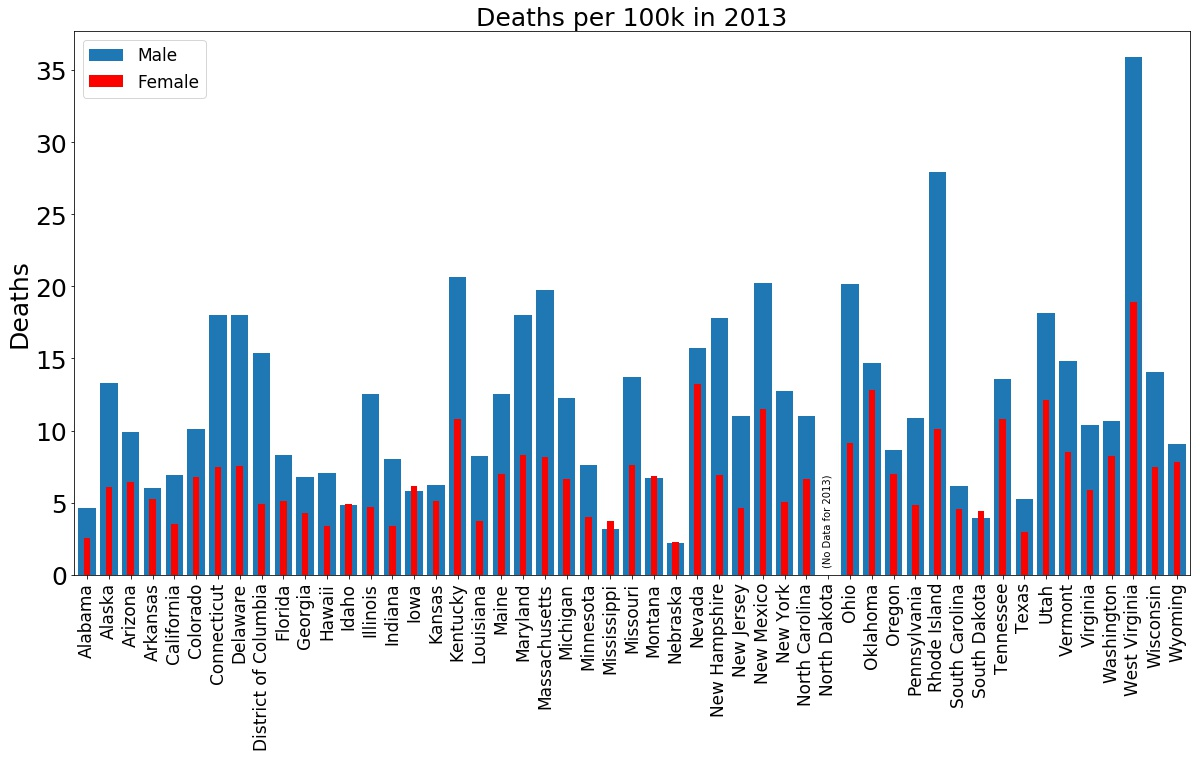 Deaths per 100k in 2013
Male
Female
Deaths
35
30
25
20
15
10
5
0
(No Data for 2013)
Alabama
Alaska
Arizona
Arkansas
California
Colorado
Connecticut
Delaware
District of Columbia
Florida
Georgia
Hawaii
Idaho
Illinois
Indiana
Iowa
Kansas
Kentucky
Louisiana
Maine
Maryland
Massachusetts
Michigan
Minnesota
Mississippi
Missouri
Montana
Nebraska
Nevada
New Hampshire
New Jersey
New Mexico
New York
North Carolina
North Dakota
Ohio
Oklahoma
Oregon
Pennsylvania
Rhode Island
South Carolina
South Dakota
Tennessee
Texas
Utah
Vermont
Virginia
Washington
West Virginia
Wisconsin
Wyoming